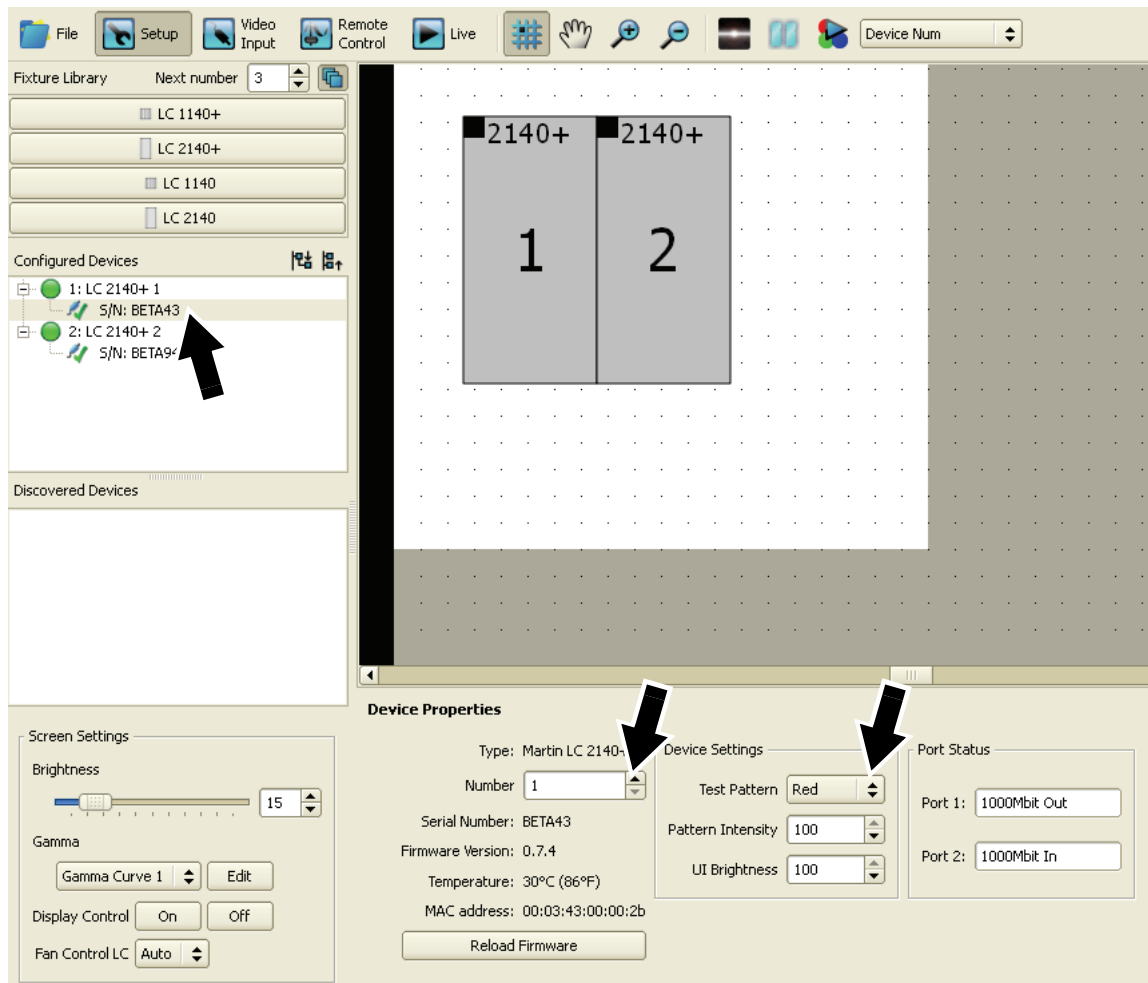 File
Setup
Video
Input
Remote
Control
Live
Device Num
Fixture Library
Next number
3
LC 1140+
LC 2140+
LC 1140
LC 2140
Configured Devices
1: LC 2140+ 1
S/N: BETA43
2: LC 2140+ 2
S/N:
Discovered Devices
2140+
2140+
1
2
Screen Settings
Brightness
15
Gamma
Gamma Curve 1
Edit
Display Control
On
Off
Fan Control LC
Auto
Device Properties
Type: Martin LC
Number
1
Serial Number: BETA43
Firmware Version: 0.7.4
Temperature: 30°C (86°F)
MAC address: 00:03:43:00:00:2b
Reload Firmware
Device Settings
Test Pattern
Red
Pattern Intensity
100
UI Brightness
100
Port Status
Port 1:
1000Mbit Out
Port 2:
1000Mbit In